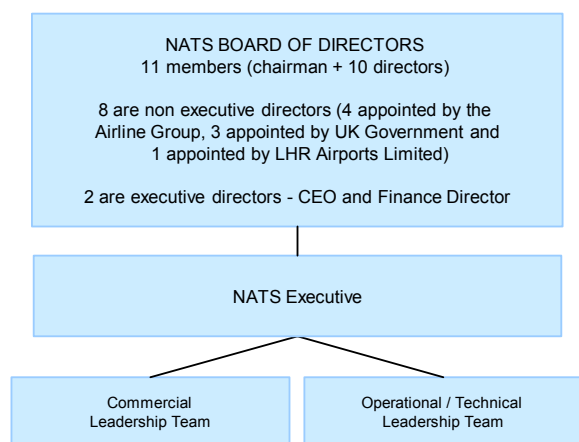 NATS BOARD OF DIRECTORS
11 members (chairman + 10 directors)
8 are non executive directors (4 appointed by the
Airline Group, 3 appointed by UK Government and
1 appointed by LHR Airports Limited)
2 are executive directors - CEO and Finance Director
NATS Executive
Commercial
Leadership Team
Operational / Technical
Leadership Team